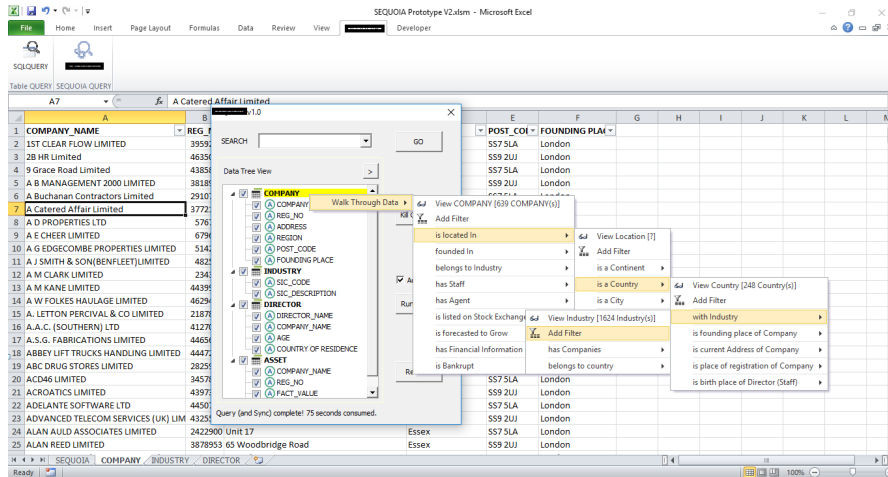 SEQUOIA Prototype V2.xlsm - Microsoft Excel
File Home Insert Page Layout Formulas Data Review View Developer
SQLQUERY
Table QUERY SEQUOIA QUERY
A7 fx A Catered Affair Limited
A B E F G H I J K L
1 COMPANY_NAME POST_COI FOUNDING PLA
2 1ST CLEAR FLOW LIMITED SS7 5LA London
3 2B HR Limited SS9 2UJ London
4 9 Grace Road Limited SS7 5LA London
5 A B MANAGEMENT 2000 LIMITED SS9 2UJ London
6 A Buchanan Contractors Limited
7 A Catered Affair Limited
8 A D PROPERTIES LTD
9 A E CHEER LIMITED
10 A G EDGECOMBE PROPERTIES LIMITED
11 A J SMITH & SON(BENFLEET)LIMITED
12 A M CLARK LIMITED
13 A M KANE LIMITED
14 A W FOLKES HAULAGE LIMITED
15 A. LETTON PERCIVAL & CO LIMITED
16 A.A.C. (SOUTHERN) LTD
17 A.S.G. FABRICATIONS LIMITED
18 ABBEY LIFT TRUCKS HANDLING LIMITED
19 ABC DRUG STORES LIMITED
20 ACD46 LIMITED SS7 5LA London
21 ACROATICS LIMITED SS9 2UJ London
22 ADELANTE SOFTWARE LTD SS7 5LA London
23 ADVANCED TELECOM SERVICES (UK) LIM SS9 2UJ London
24 ALAN AULD ASSOCIATES LIMITED 2422900 Unit 17 Essex SS7 5LA London
25 ALAN REED LIMITED 3878953 65 Woodbridge Road Essex SS9 2UJ London
v1.0
SEARCH GO
Data Tree View >
COMPANY
COMPANY
REG_NO
ADDRESS
REGION
POST_CODE
FOUNDING PLACE
INDUSTRY
SIC_CODE
SIC_DESCRIPTION
DIRECTOR
DIRECTOR_NAME
COMPANY_NAME
AGE
COUNTRY OF RESIDENCE
ASSET
COMPANY_NAME
REG_NO
FACT_VALUE
Query (and Sync) complete! 75 seconds consumed.
Walk Through Data
View COMPANY [639 COMPANY(s)]
Add Filter
is located In
founded In
belongs to Industry
has Staff
has Agent
is listed on Stock Exchange
is forecasted to Grow
has Financial Information
is Bankrupt
View Location [?]
Add Filter
is a Continent
is a Country
is a City
View Industry [1624 Industry(s)]
Add Filter
has Companies
belongs to country
View Country [248 Country(s)]
Add Filter
with Industry
is founding place of Company
is current Address of Company
is place of registration of Company
is birth place of Director (Staff)
SEQUOIA COMPANY INDUSTRY DIRECTOR
Ready 100%